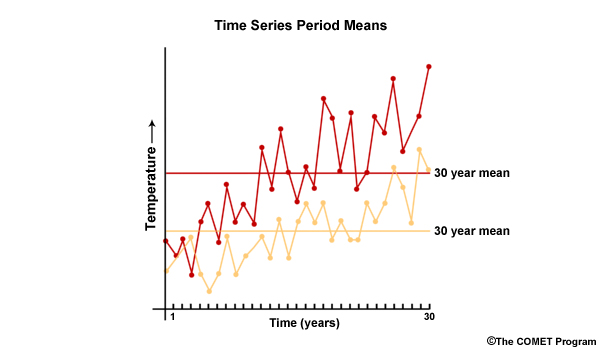 Time Series Period Means
Temperature
30 year mean
30 year mean
1
30
Time (years)
©The COMET Program